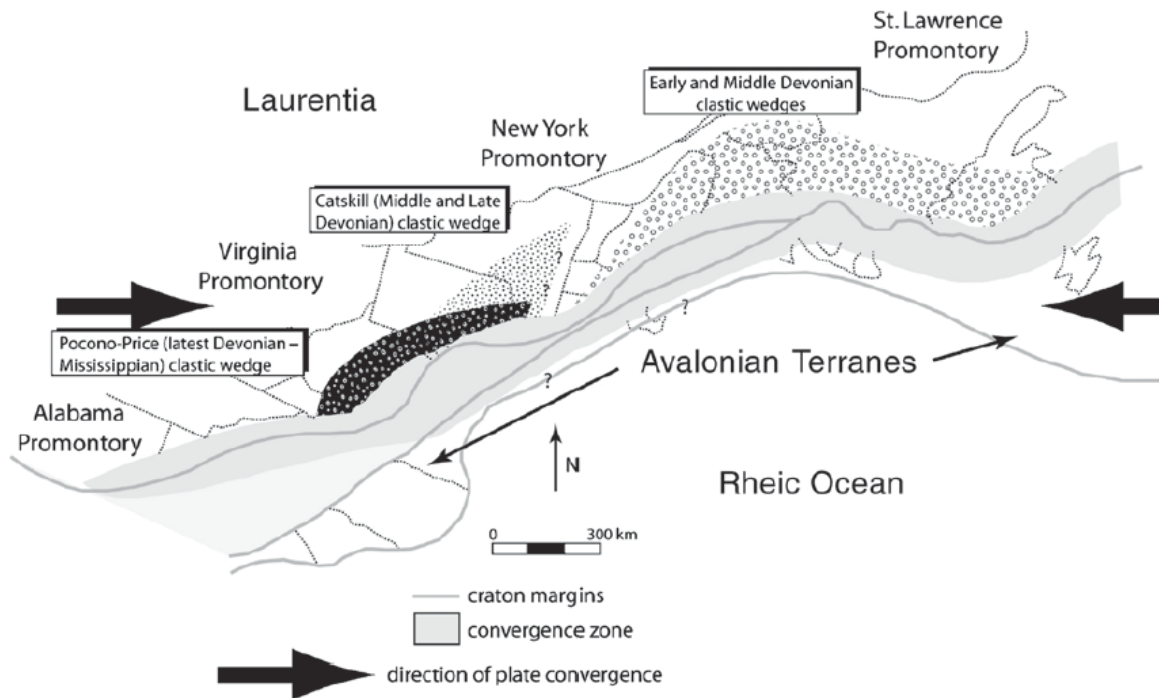 St. Lawrence
Promontory
Early and Middle Devonian
clastic wedges
Laurentia
New York
Promontory
Catskill (Middle and Late
Devonian) clastic wedge
?
Virginia
Promontory
?
Pocono-Price (latest Devonian –
Mississippian) clastic wedge
?
Avalonian Terranes
?
Alabama
Promontory
N
Rheic Ocean
0 300 km
craton margins
convergence zone
direction of plate convergence